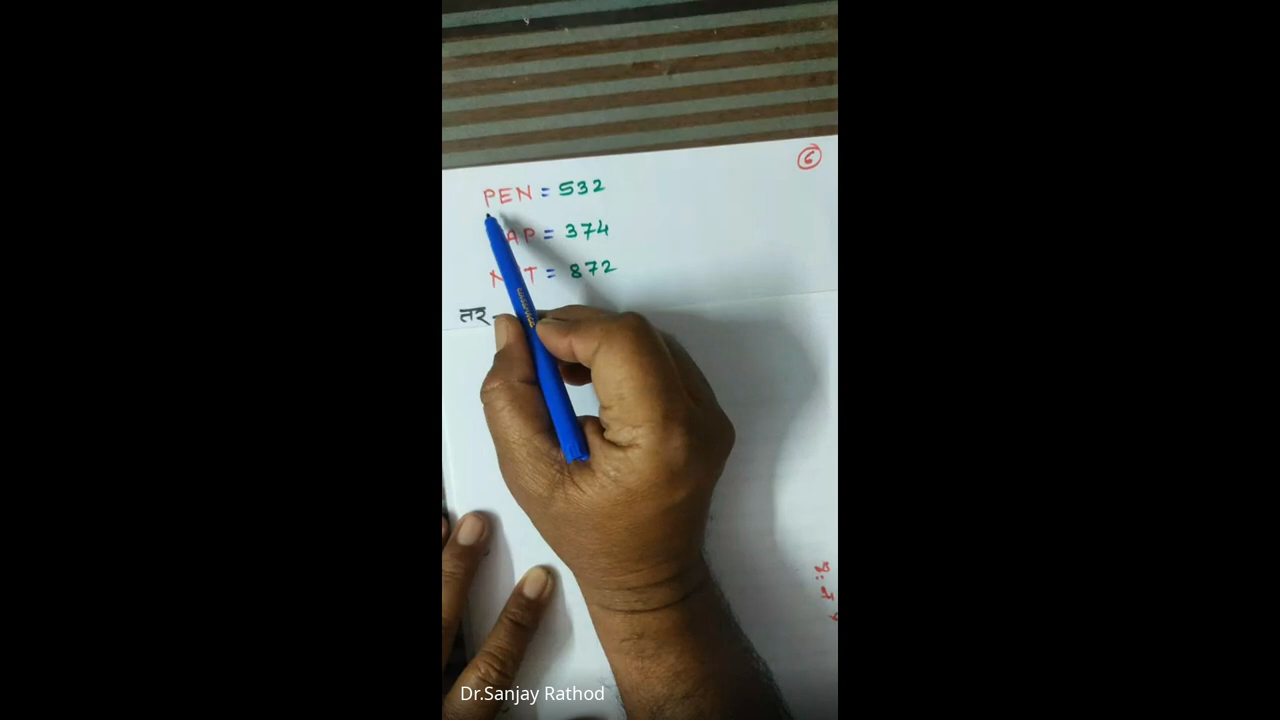 6
PEN = 532
AP = 374
N T = 872
तर
Dr.Sanjay Rathod